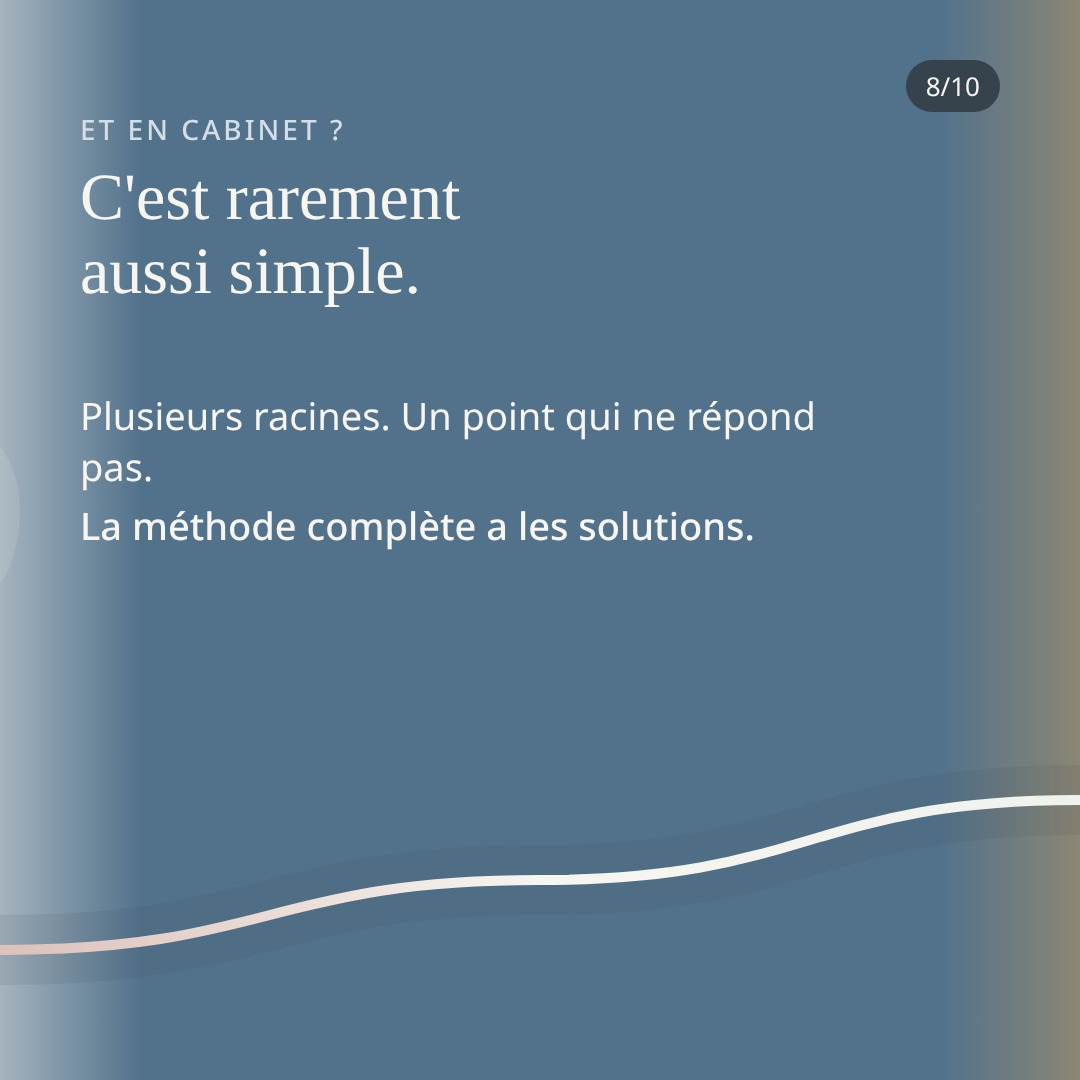 8/10
ET EN CABINET ?
C'est rarement
aussi simple.
Plusieurs racines. Un point qui ne répond
pas.
La méthode complète a les solutions.